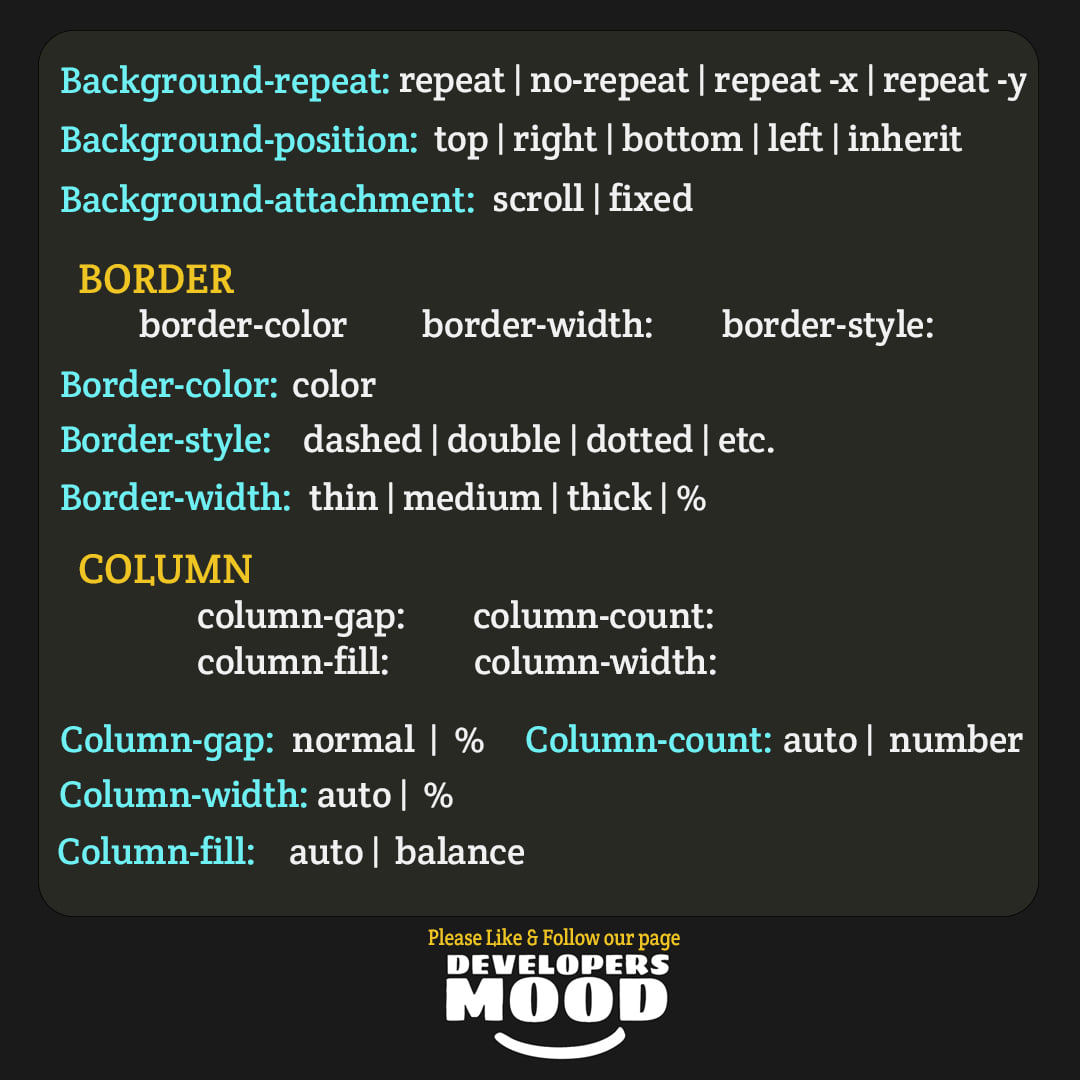 Background-repeat: repeat | no-repeat | repeat -x | repeat -y
Background-position: top | right | bottom | left | inherit
Background-attachment: scroll | fixed
BORDER
border-color border-width: border-style:
Border-color: color
Border-style: dashed | double | dotted | etc.
Border-width: thin | medium | thick | %
COLUMN
column-gap: column-count:
column-fill: column-width:
Column-gap: normal | % Column-count: auto | number
Column-width: auto | %
Column-fill: auto | balance
Please Like & Follow our page
DEVELOPERS
MOOD